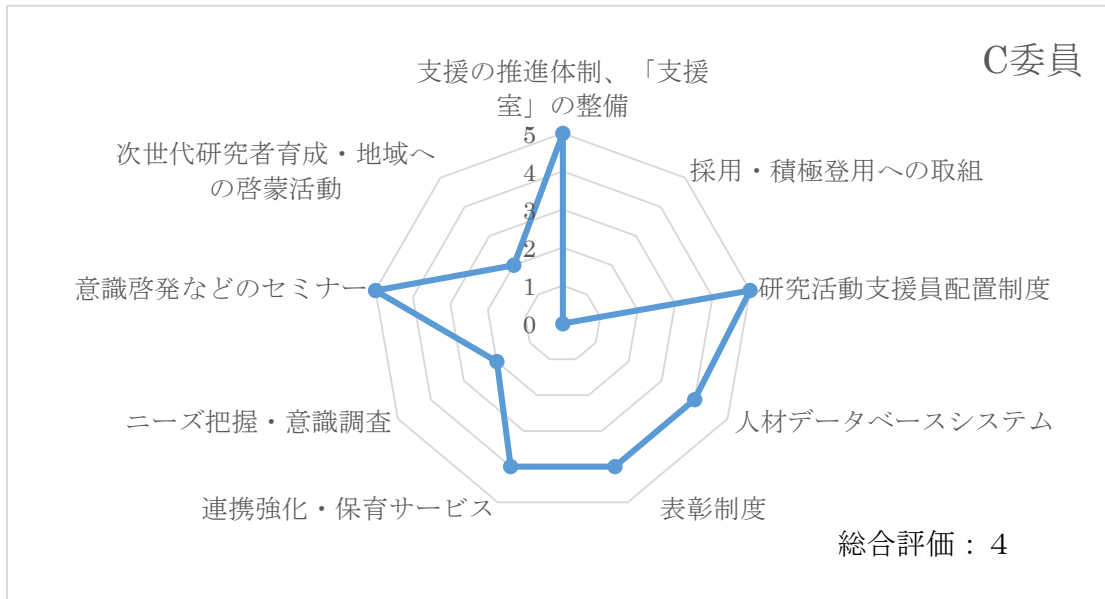 C委員
支援の推進体制、「支援
室」の整備
採用・積極登用への取組
研究活動支援員配置制度
人材データベースシステム
表彰制度
連携強化・保育サービス
ニーズ把握・意識調査
意識啓発などのセミナー
次世代研究者育成・地域へ
の啓蒙活動
5
4
3
2
1
0
総合評価：４